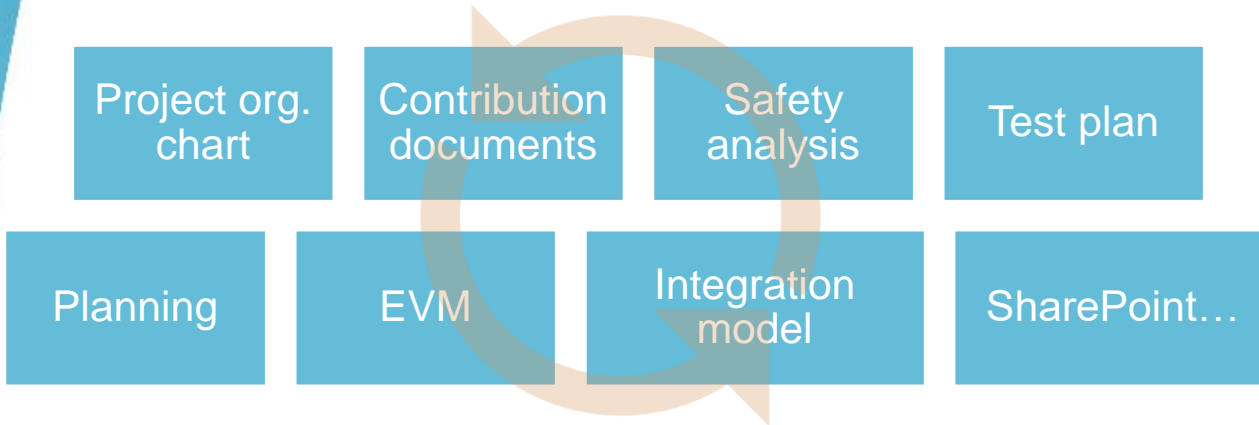 Project org.
chart
Contribution
documents
Safety
analysis
Test plan
Planning
EVM
Integration
model
SharePoint…